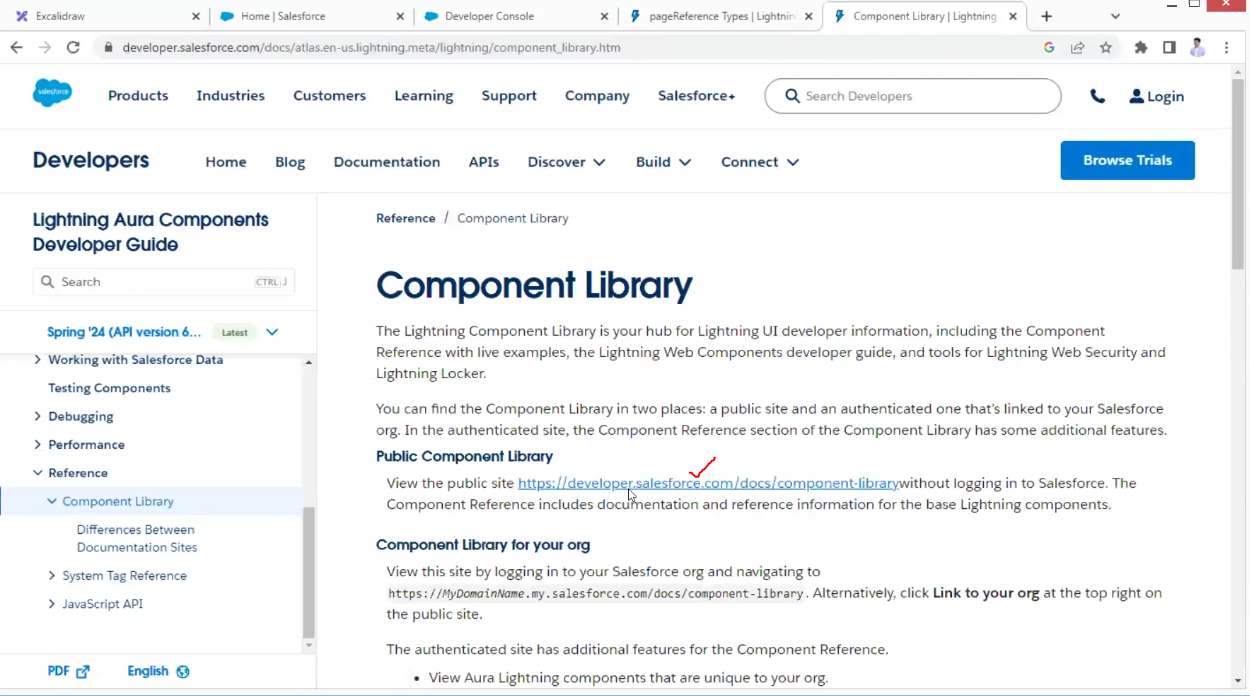 Excalidraw
Home | Salesforce
Developer Console
pageReference Types | Lightnin
Component Library | Lightning
developer.salesforce.com/docs/atlas.en-us.lightning.meta/lightning/component_library.htm
salesforce
Products Industries Customers Learning Support Company Salesforce+
Search Developers
Login
Developers
Home Blog Documentation APIs Discover Build Connect
Browse Trials
Lightning Aura Components
Developer Guide
Search CTRL J
Spring '24 (API version 6... Latest
Working with Salesforce Data
Testing Components
Debugging
Performance
Reference
Component Library
Differences Between
Documentation Sites
System Tag Reference
JavaScript API
PDF English
Reference / Component Library
Component Library
The Lightning Component Library is your hub for Lightning UI developer information, including the Component
Reference with live examples, the Lightning Web Components developer guide, and tools for Lightning Web Security and
Lightning Locker.
You can find the Component Library in two places: a public site and an authenticated one that's linked to your Salesforce
org. In the authenticated site, the Component Reference section of the Component Library has some additional features.
Public Component Library
View the public site https://developer.salesforce.com/docs/component-librarywithout logging in to Salesforce. The
Component Reference includes documentation and reference information for the base Lightning components.
Component Library for your org
View this site by logging in to your Salesforce org and navigating to
https://MyDomainName.my.salesforce.com/docs/component-library. Alternatively, click Link to your org at the top right on
the public site.
The authenticated site has additional features for the Component Reference.
• View Aura Lightning components that are unique to your org.